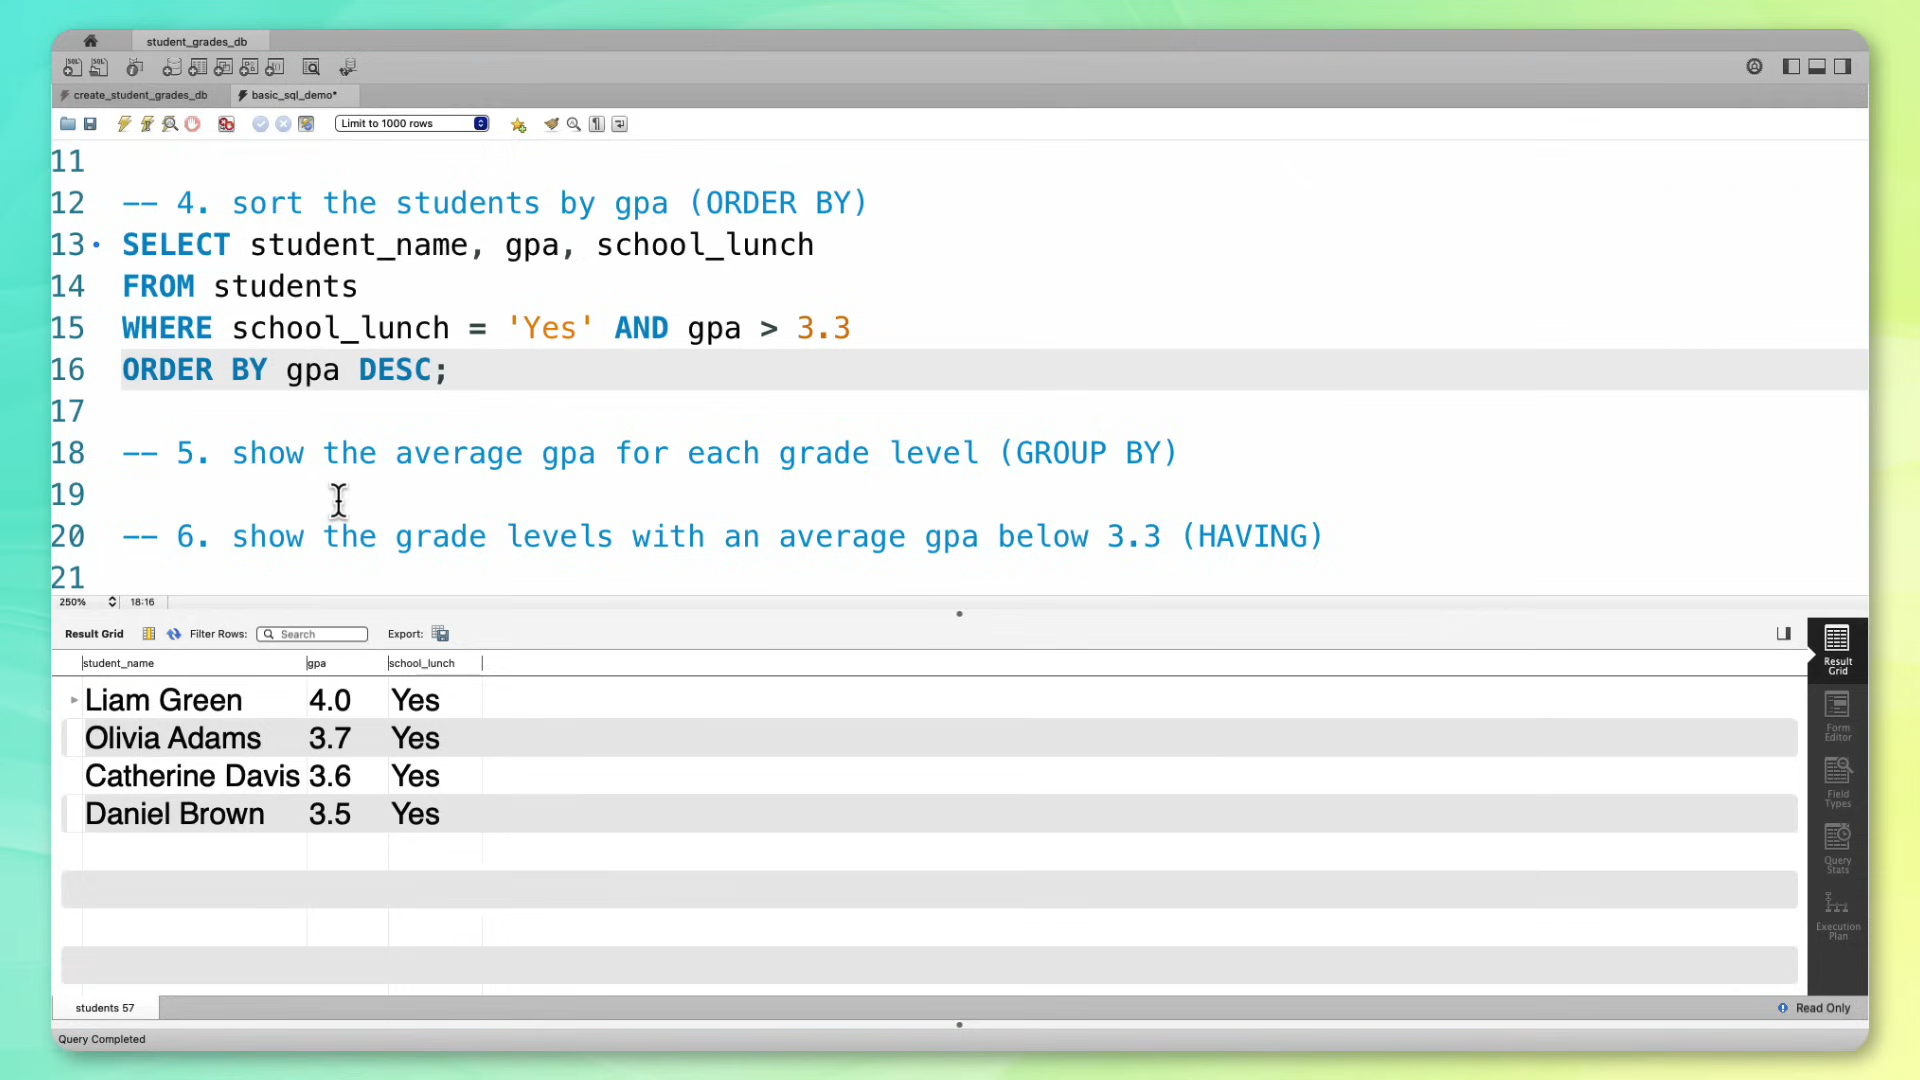 student_grades_db
create_student_grades_db
basic_sql_demo*
Limit to 1000 rows
11
12 -- 4. sort the students by gpa (ORDER BY)
13 SELECT student_name, gpa, school_lunch
14 FROM students
15 WHERE school_lunch = 'Yes' AND gpa > 3.3
16 ORDER BY gpa DESC;
17
18 -- 5. show the average gpa for each grade level (GROUP BY)
19
20 -- 6. show the grade levels with an average gpa below 3.3 (HAVING)
21
250% 18:16
Result Grid Filter Rows: Search Export:
student_name gpa school_lunch
Liam Green 4.0 Yes
Olivia Adams 3.7 Yes
Catherine Davis 3.6 Yes
Daniel Brown 3.5 Yes
Result
Grid
Form
Editor
Field
Types
Query
Stats
Execution
Plan
students 57
Read Only
Query Completed